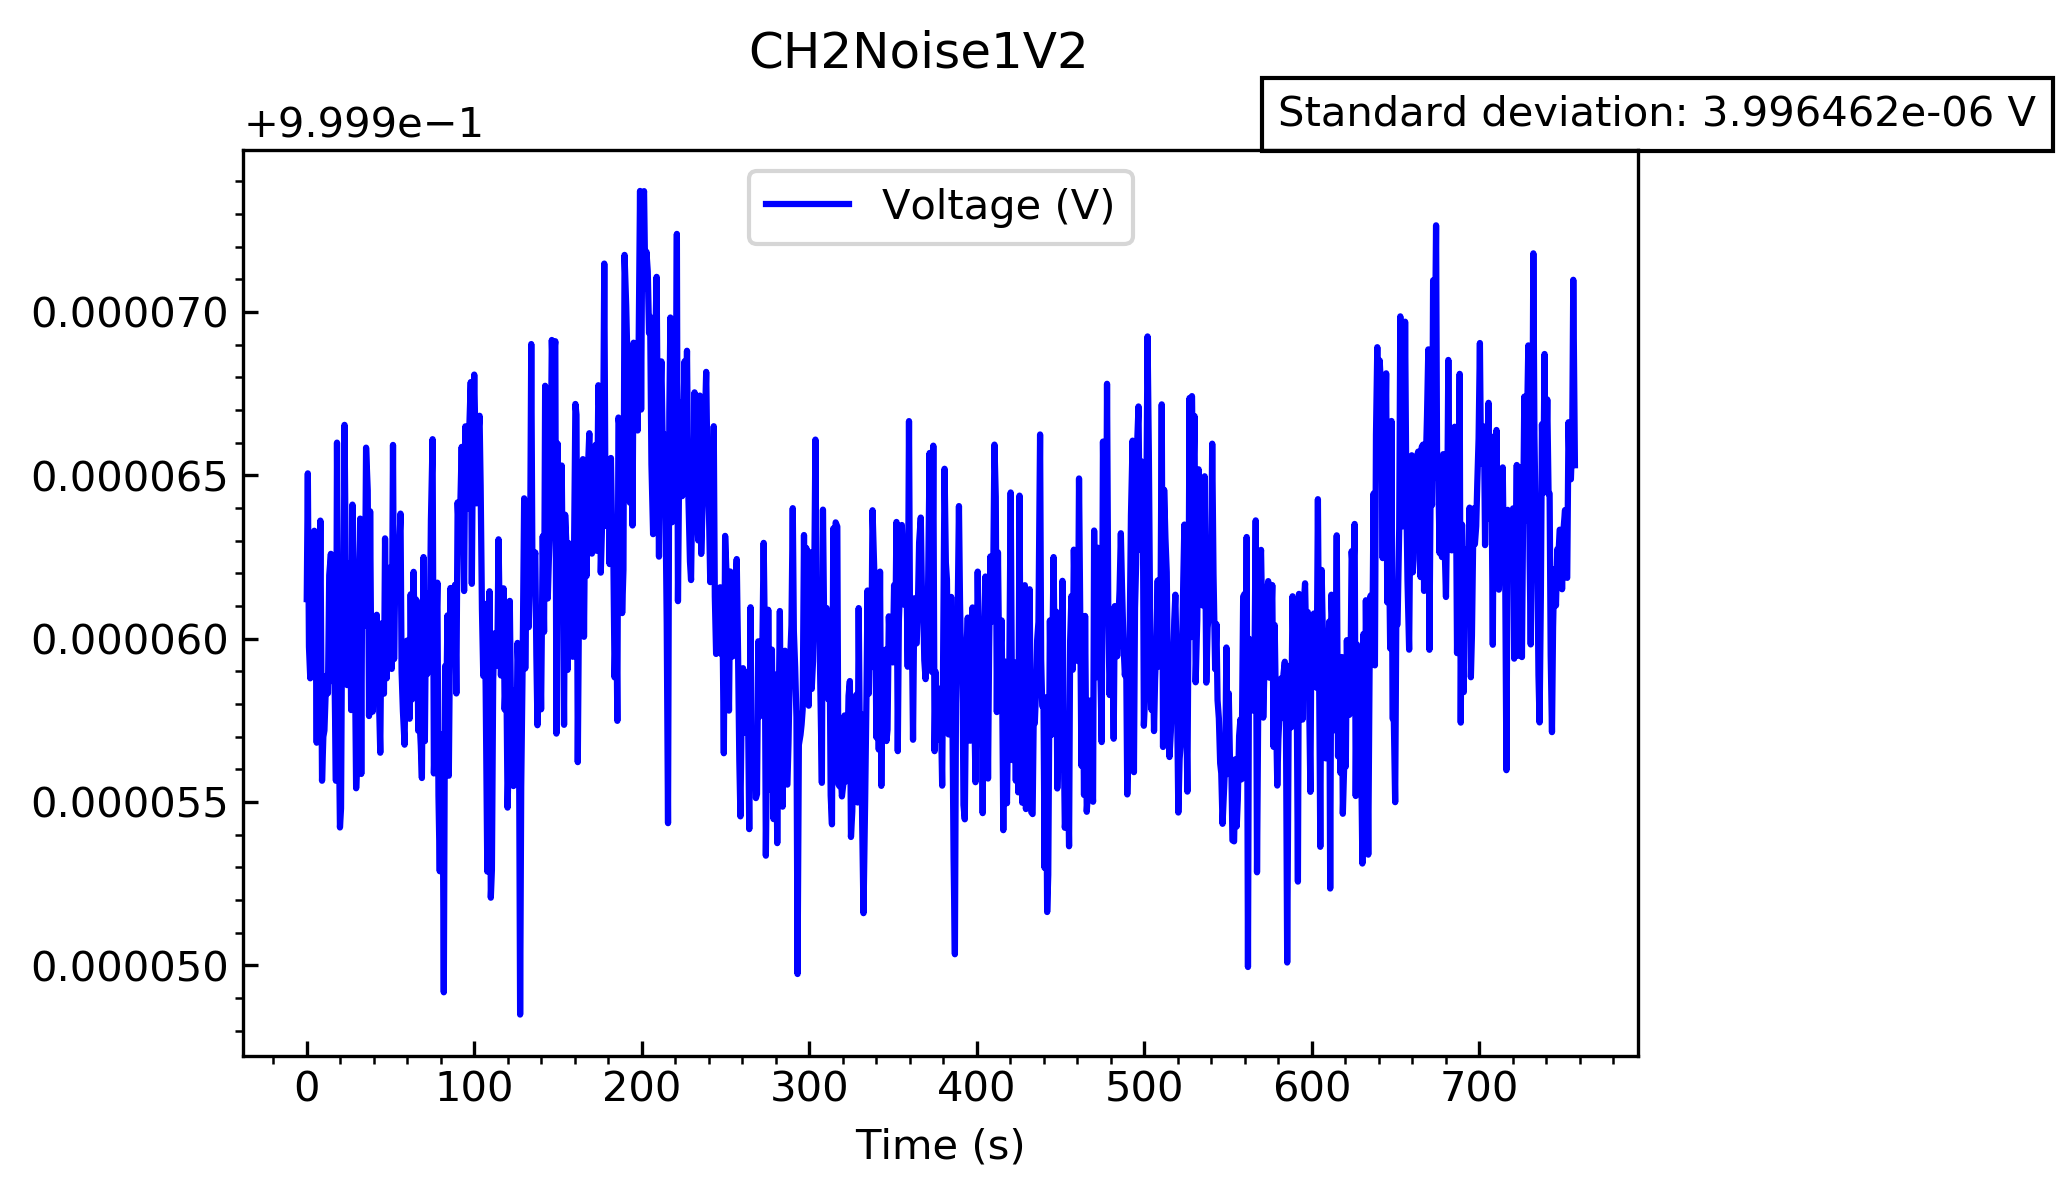 CH2Noise1V2
Standard deviation: 3.996462e-06 V
+9.999e−1
Voltage (V)
0.000070
0.000065
0.000060
0.000055
0.000050
0 100 200 300 400 500 600 700
Time (s)